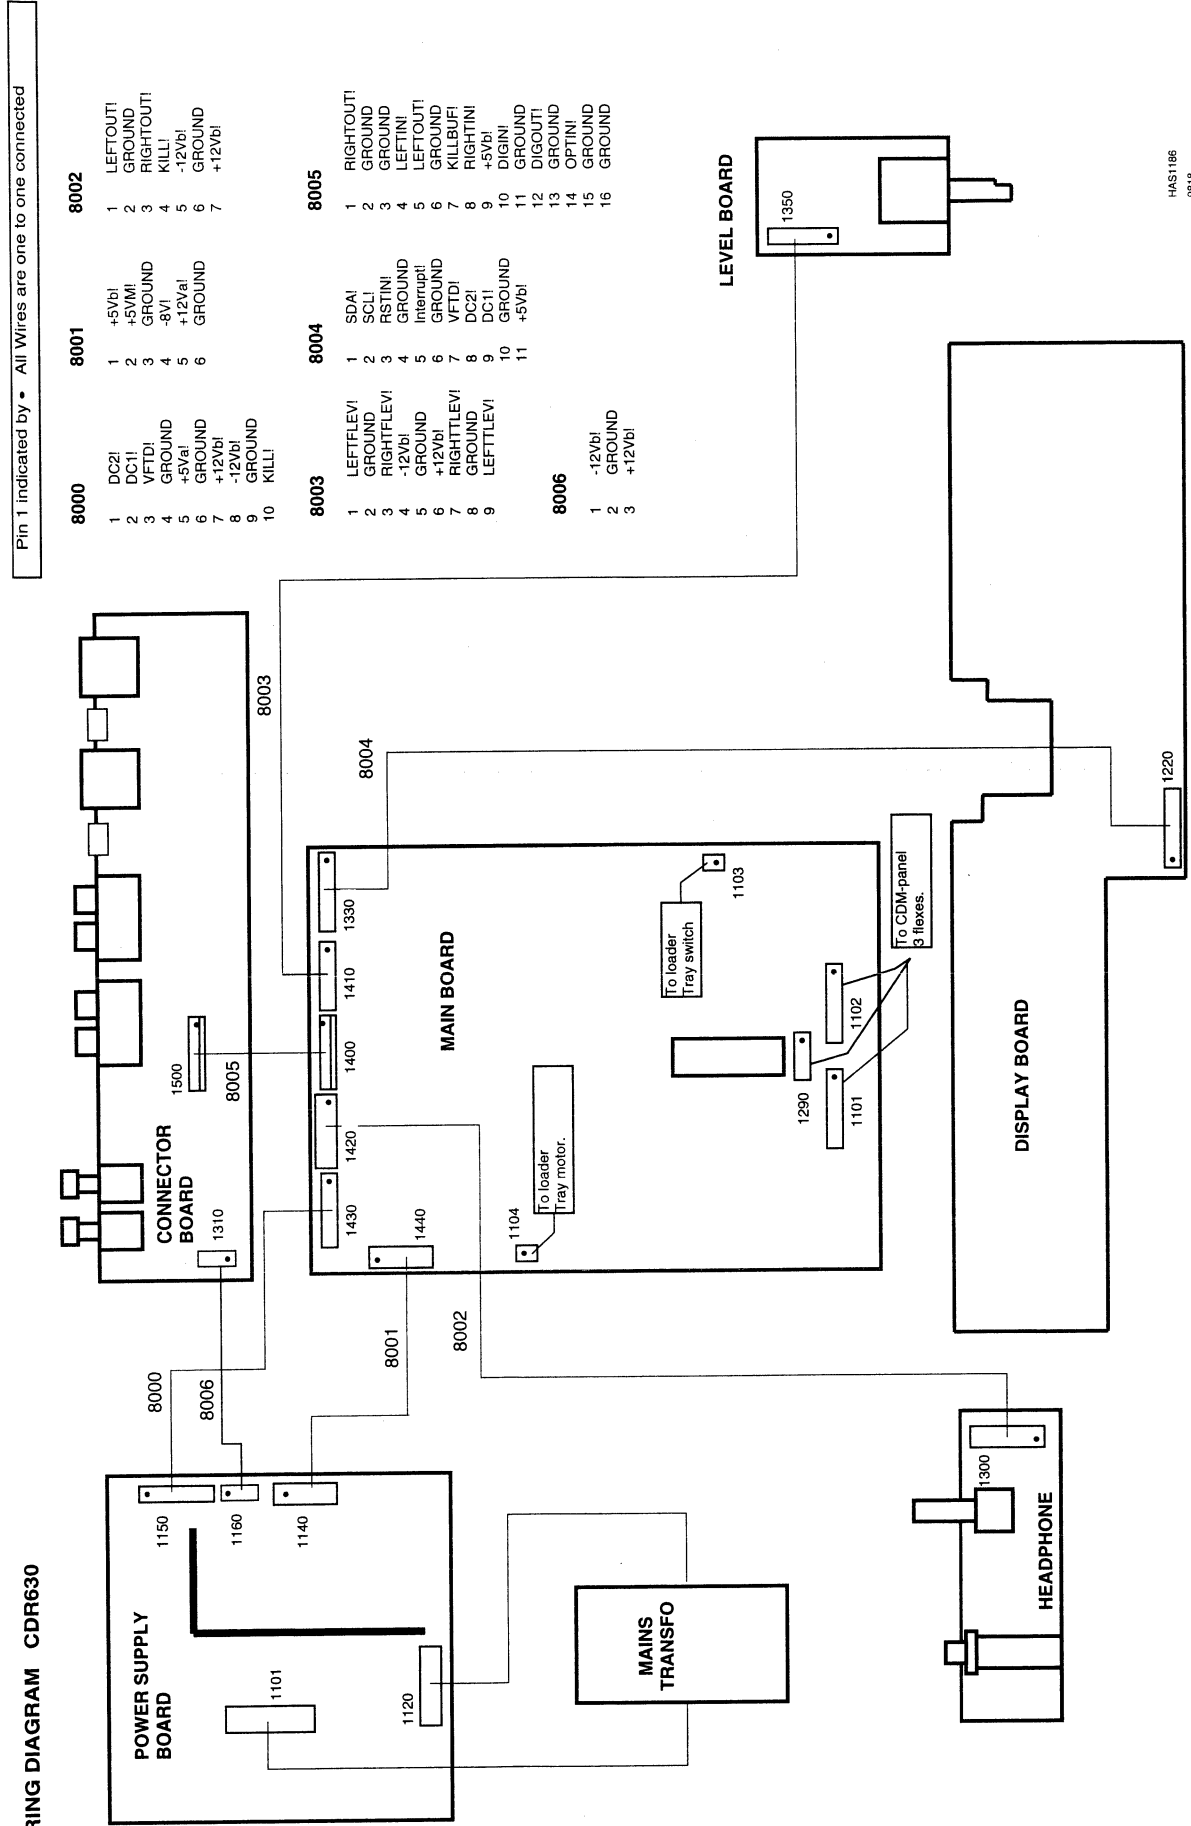 RING DIAGRAM CDR630
Pin 1 indicated by • All Wires are one to one connected
8000
1 DC2!
2 DC1!
3 VFTD!
4 GROUND
5 +5Va!
6 GROUND
7 +12Vb!
8 -12Vb!
9 GROUND
10 KILL!
8001
1 +5Vb!
2 +5VM!
3 GROUND
4 -8V!
5 +12Va!
6 GROUND
8002
1 LEFTOUT!
2 GROUND
3 RIGHTOUT!
4 KILL!
5 -12Vb!
6 GROUND
7 +12Vb!
8003
1 LEFTFLEV!
2 GROUND
3 RIGHTFLEV!
4 -12Vb!
5 GROUND
6 +12Vb!
7 RIGHTTLEV!
8 GROUND
9 LEFTTLEV!
8004
1 SDA!
2 SCL!
3 RSTIN!
4 GROUND
5 Interrupt!
6 GROUND
7 VFTD!
8 DC2!
9 DC1!
10 GROUND
11 +5Vb!
8005
1 RIGHTOUT!
2 GROUND
3 GROUND
4 LEFTIN!
5 LEFTOUT!
6 GROUND
7 KILLBUF!
8 RIGHTIN!
9 +5Vb!
10 DIGIN!
11 GROUND
12 DIGOUT!
13 GROUND
14 OPTIN!
15 GROUND
16 GROUND
8006
1 -12Vb!
2 GROUND
3 +12Vb!
POWER SUPPLY
BOARD
1150
1160
1140
1101
1120
MAINS
TRANSFO
8000
8006
8001
8002
CONNECTOR
BOARD
1310
1500
8005
8003
8004
MAIN BOARD
1430
1420
1400
1410
1330
1440
1104
To loader
Tray motor.
To loader
Tray switch
1103
1290
1101
1102
To CDM-panel
3 flexes.
LEVEL BOARD
1350
DISPLAY BOARD
1220
HEADPHONE
1300
HAS1186